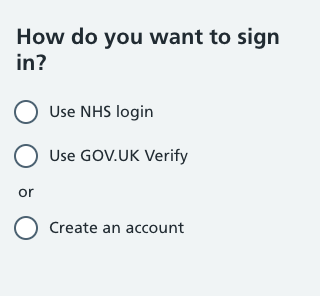 How do you want to sign
in?
Use NHS login
Use GOV.UK Verify
or
Create an account